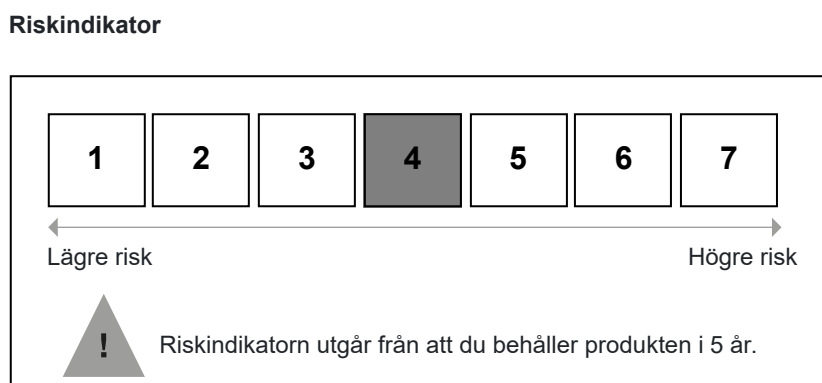 Riskindikator
1 2 3 4 5 6 7
Lägre risk Högre risk
! Riskindikatorn utgår från att du behåller produkten i 5 år.